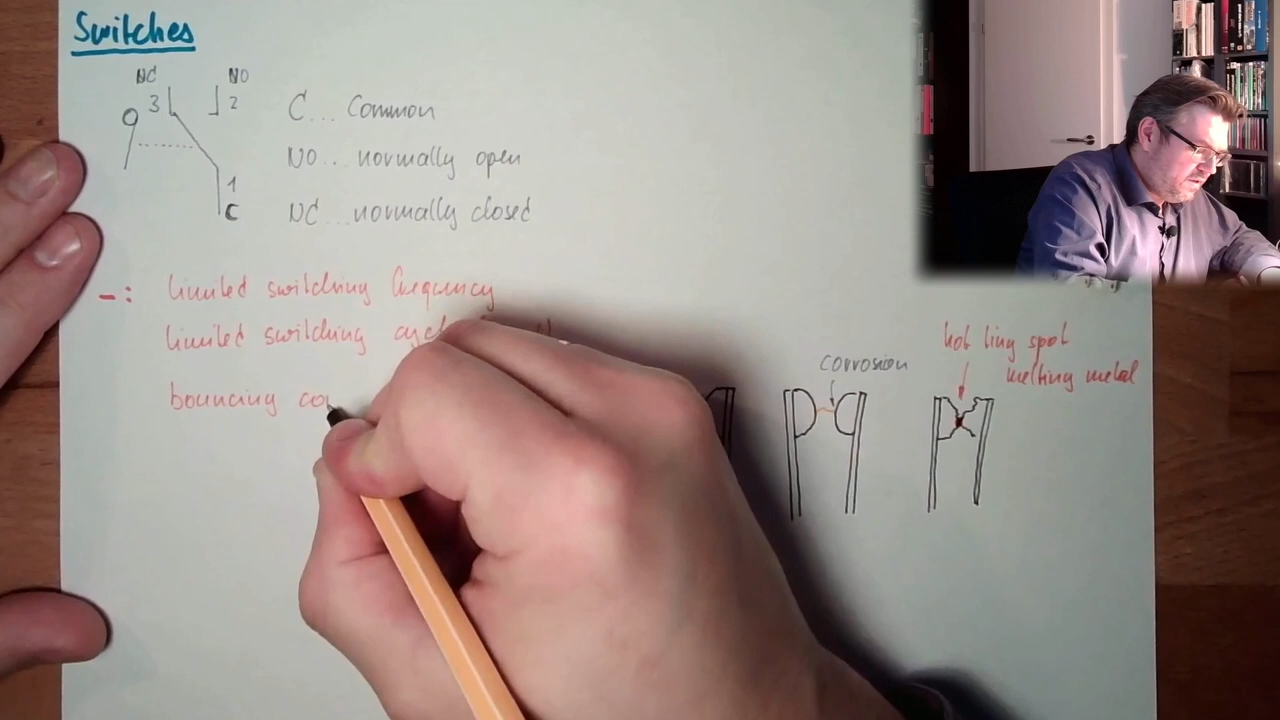 Switches
NC NO
3 2
C... Common
NO... normally open
1
C
NC... normally closed
-: limited switching frequency
limited switching
corrosion
hot ling spot
melting metal
bouncing